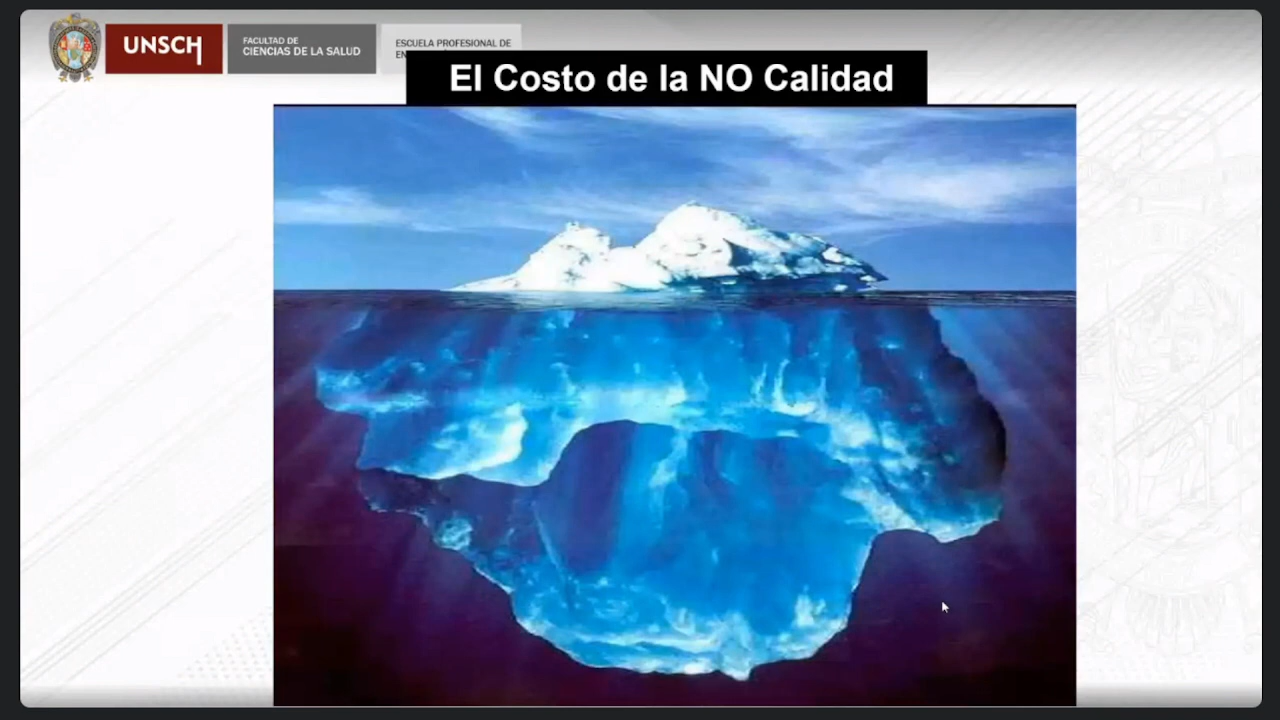 UNSCH
FACULTAD DE
CIENCIAS DE LA SALUD
ESCUELA PROFESIONAL DE
El Costo de la NO Calidad